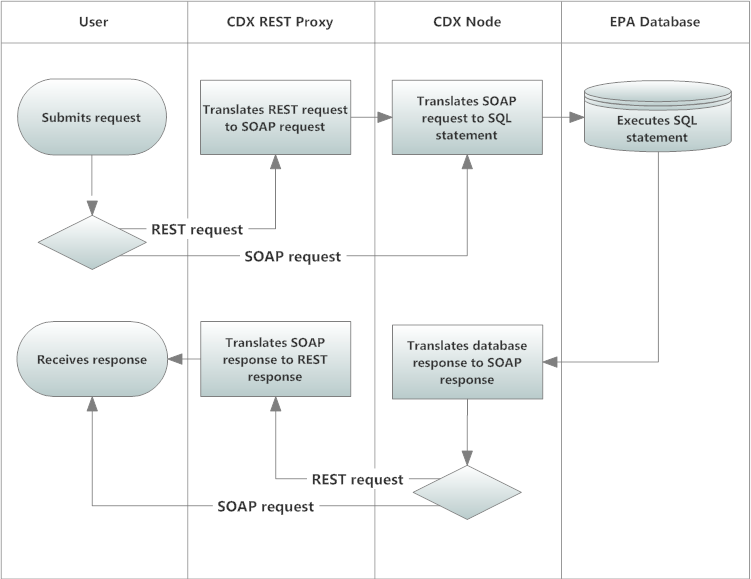 User
CDX REST Proxy
CDX Node
EPA Database
Submits request
Translates REST request
to SOAP request
Translates SOAP
request to SQL
statement
Executes SQL
statement
REST request
SOAP request
Receives response
Translates SOAP
response to REST
response
Translates database
response to SOAP
response
REST request
SOAP request